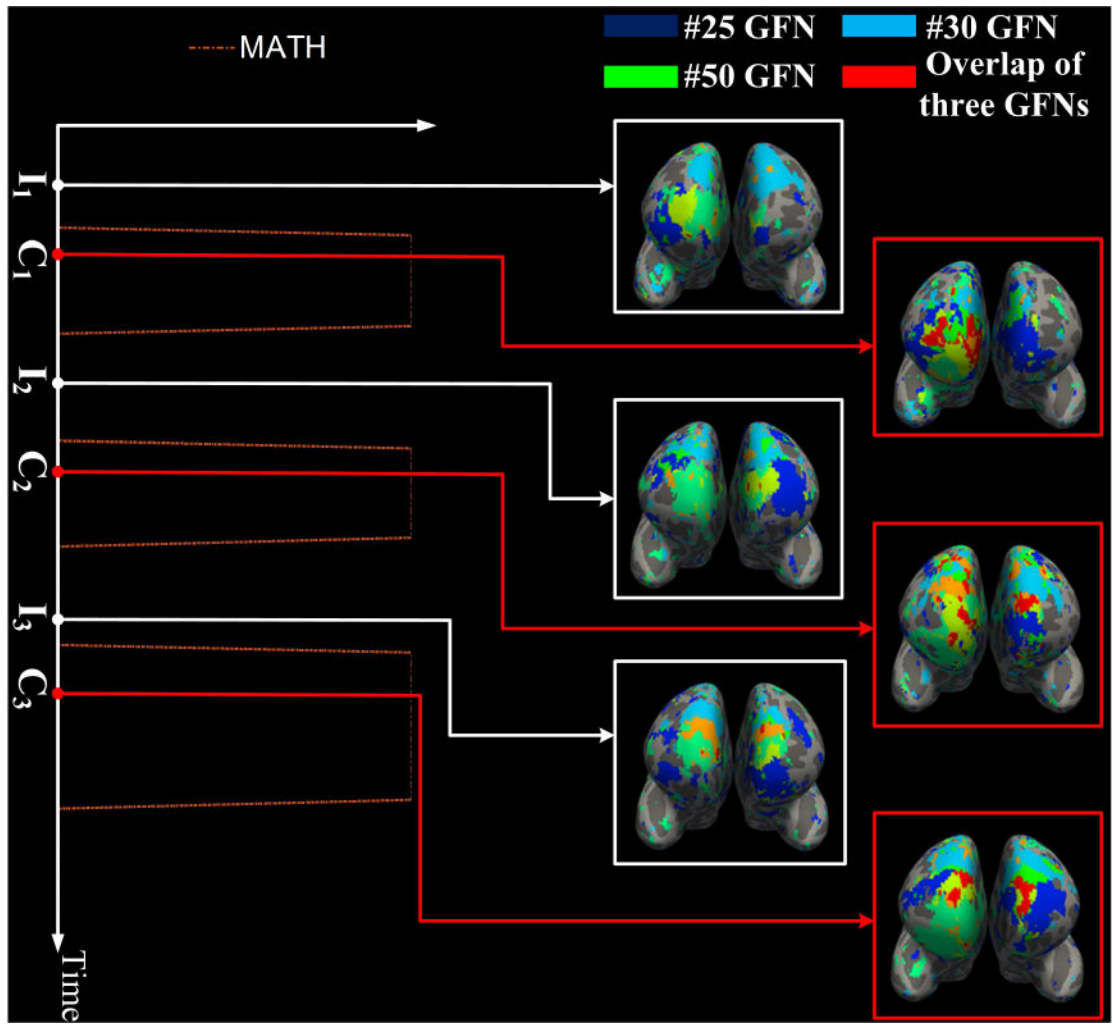 MATH
#25 GFN
#30 GFN
#50 GFN
Overlap of
three GFNs
I1
C1
I2
C2
I3
C3
Time